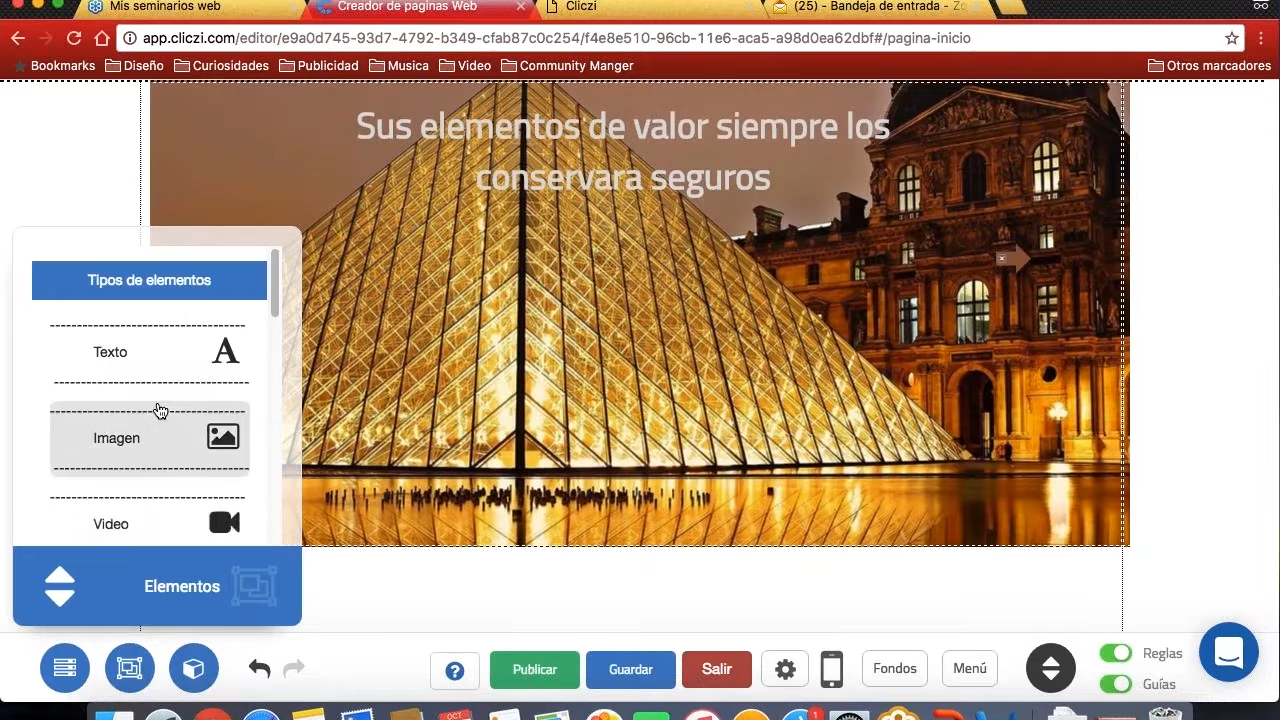 Mis seminarios web
Creador de paginas Web
Cliczi
(25) - Bandeja de entrada - Zo
app.cliczi.com/editor/e9a0d745-93d7-4792-b349-cfab87c0c254/f4e8e510-96cb-11e6-aca5-a98d0ea62dbf#/pagina-inicio
Bookmarks
Diseño
Curiosidades
Publicidad
Musica
Video
Community Manger
Otros marcadores
Sus elementos de valor siempre los
conservara seguros
Tipos de elementos
Texto
A
Imagen
Video
Elementos
?
Publicar
Guardar
Salir
Fondos
Menú
Reglas
Guías
OCT
1